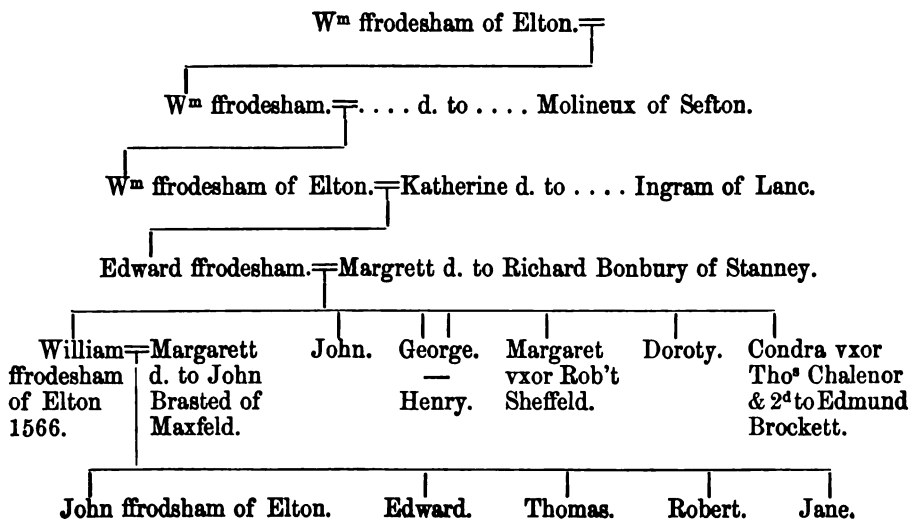 Wᵐ ffrodesham of Elton.
Wᵐ ffrodesham. . . . . d. to . . . . Molineux of Sefton.
Wᵐ ffrodesham of Elton. Katherine d. to . . . . Ingram of Lanc.
Edward ffrodesham. Margrett d. to Richard Bonbury of Stanney.
William
ffrodesham
of Elton
1566.
Margarett
d. to John
Brasted of
Maxfeld.
John.
George.
—
Henry.
Margaret
vxor Rob't
Sheffeld.
Doroty.
Condra vxor
Thoˢ Chalenor
& 2ᵈ to Edmund
Brockett.
John ffrodsham of Elton. Edward. Thomas. Robert. Jane.